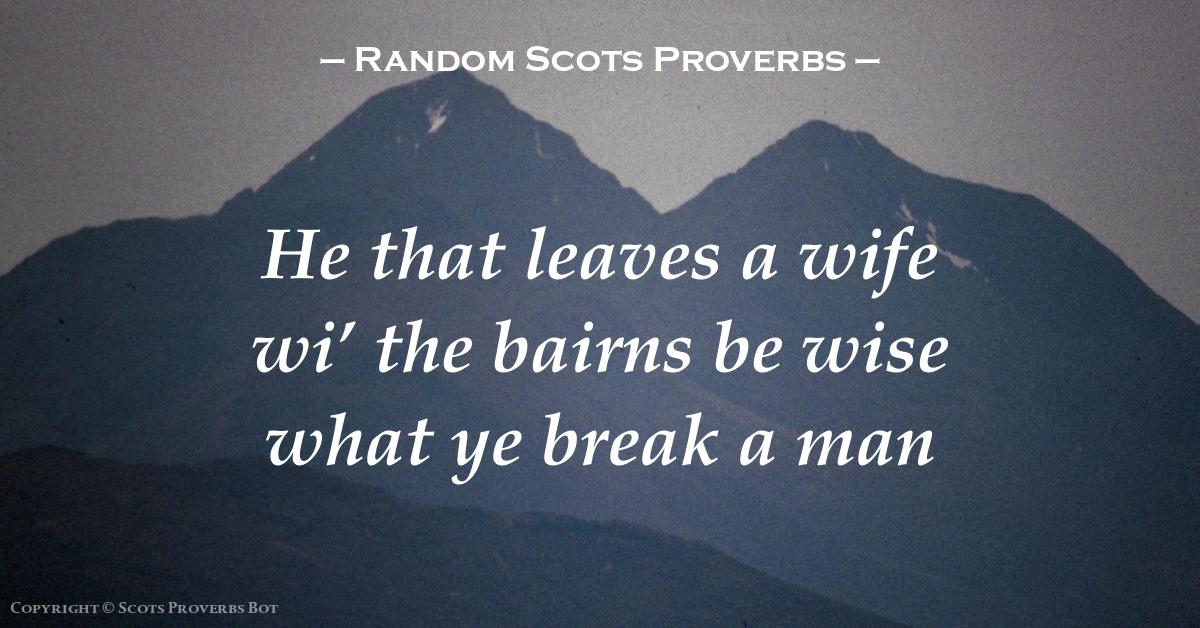 – Random Scots Proverbs –
He that leaves a wife
wi’ the bairns be wise
what ye break a man
Copyright © Scots Proverbs Bot